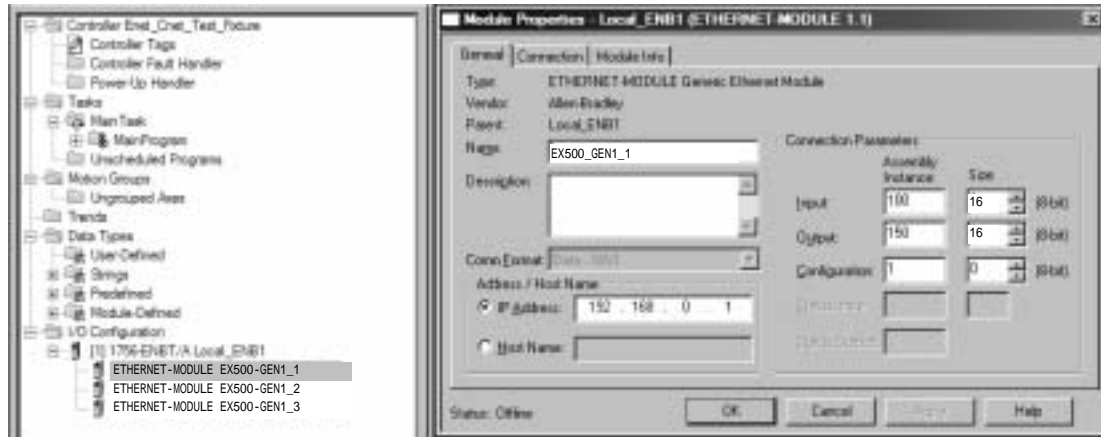 Controller Enet_Cnet_Test_Fixture
Controller Tags
Controller Fault Handler
Power-Up Handler
Tasks
MainTask
MainProgram
Unscheduled Programs
Motion Groups
Ungrouped Axes
Trends
Data Types
User-Defined
Strings
Predefined
Module-Defined
I/O Configuration
[1] 1756-ENBT/A Local_ENB1
ETHERNET-MODULE EX500-GEN1_1
ETHERNET-MODULE EX500-GEN1_2
ETHERNET-MODULE EX500-GEN1_3
Module Properties - Local_ENB1 (ETHERNET-MODULE 1.1)
General Connection Module Info
Type: ETHERNET-MODULE Generic Ethernet Module
Vendor: Allen-Bradley
Parent: Local_ENB1
Name: EX500_GEN1_1
Description:
Comm Format: Data - SINT
Address / Host Name
IP Address: 192 . 168 . 0 . 1
Host Name:
Connection Parameters
Assembly Instance: Size:
Input: 100 16 (8-bit)
Output: 150 16 (8-bit)
Configuration: 1 0 (8-bit)
Status: Offline
OK Cancel Help